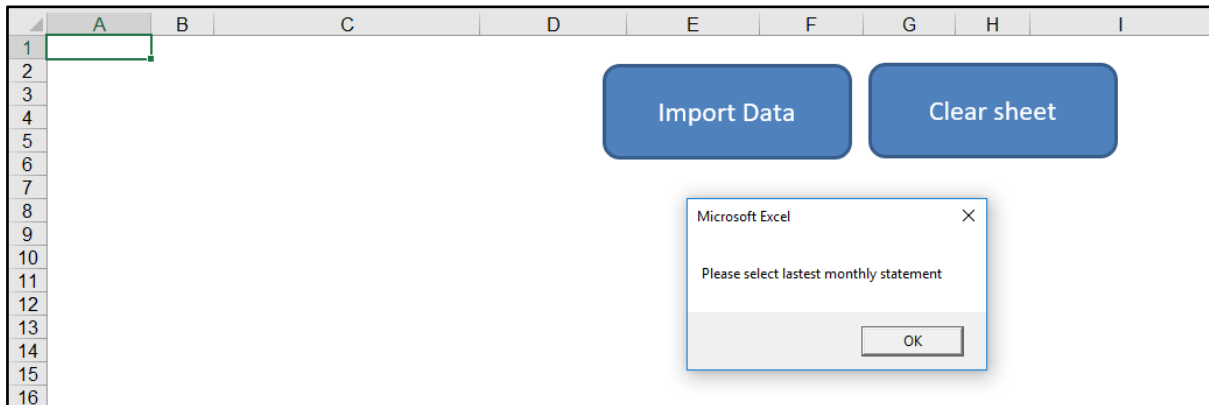 A B C D E F G H I
1
2
3
4
5
6
7
8
9
10
11
12
13
14
15
16
Import Data
Clear sheet
Microsoft Excel
Please select lastest monthly statement
OK